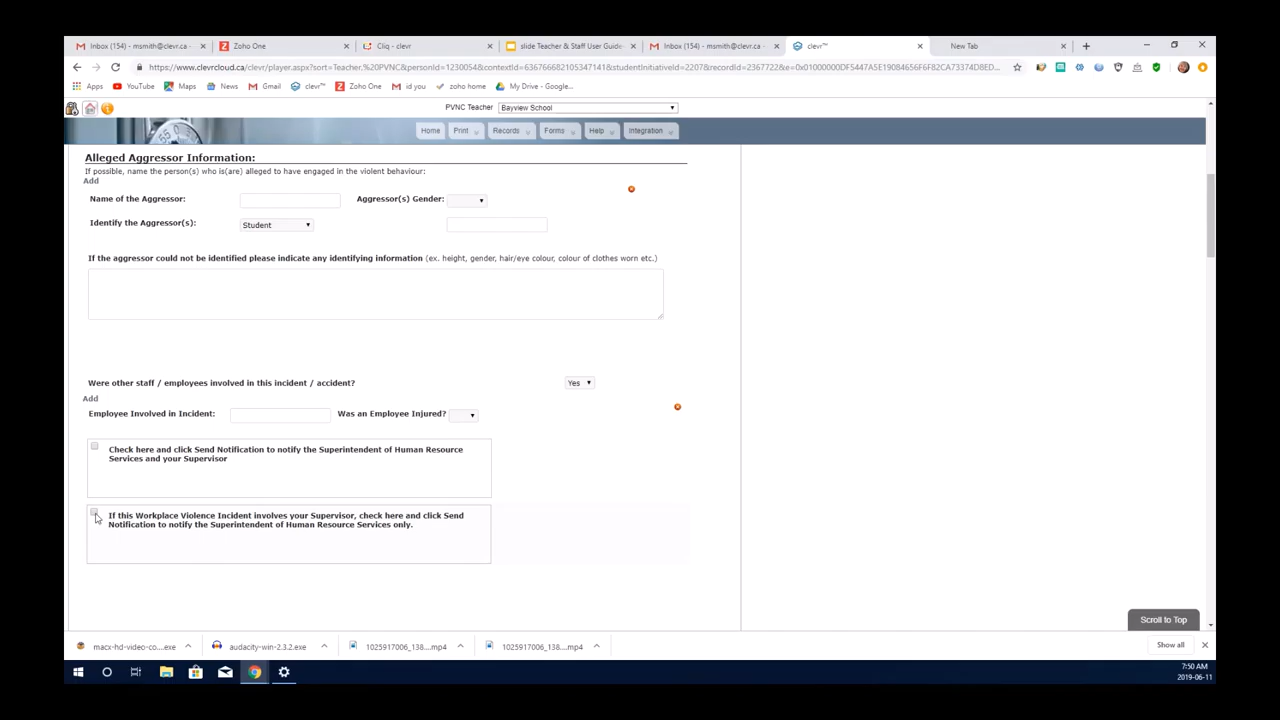 Inbox (154) - msmith@clevr.ca
Zoho One
Cliq - clevr
slide Teacher & Staff User Guide
Inbox (154) - msmith@clevr.ca
clevr™
New Tab
https://www.clevrcloud.ca/clevr/player.aspx?sort=Teacher,%20PVNC&personId=1230054&contextId=636766682105347141&studentInitiativeId=2207&recordId=2367722&e=0x01000000DF5447A5E19084656F6F82CA73374D8ED...
Apps
YouTube
Maps
News
Gmail
clevr™
Zoho One
id you
zoho home
My Drive - Google...
PVNC Teacher
Bayview School
Home
Print
Records
Forms
Help
Integration
Alleged Aggressor Information:
If possible, name the person(s) who is(are) alleged to have engaged in the violent behaviour:
Add
Name of the Aggressor:
Aggressor(s) Gender:
Identify the Aggressor(s):
Student
If the aggressor could not be identified please indicate any identifying information (ex. height, gender, hair/eye colour, colour of clothes worn etc.)
Were other staff / employees involved in this incident / accident?
Yes
Add
Employee Involved in Incident:
Was an Employee Injured?
Check here and click Send Notification to notify the Superintendent of Human Resource
Services and your Supervisor
If this Workplace Violence Incident involves your Supervisor, check here and click Send
Notification to notify the Superintendent of Human Resource Services only.
Scroll to Top
macx-hd-video-co....exe
audacity-win-2.3.2.exe
1025917006_138....mp4
1025917006_138....mp4
Show all
7:50 AM
2019-06-11